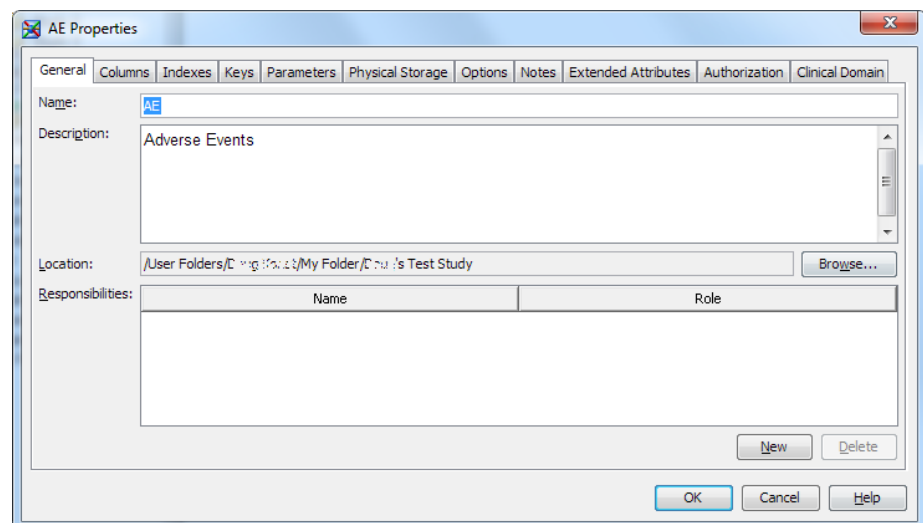 AE Properties
x
General Columns Indexes Keys Parameters Physical Storage Options Notes Extended Attributes Authorization Clinical Domain
Name: AE
Description: Adverse Events
Location: /User Folders/ /My Folder/ 's Test Study Browse...
Responsibilities: Name Role
New Delete
OK Cancel Help